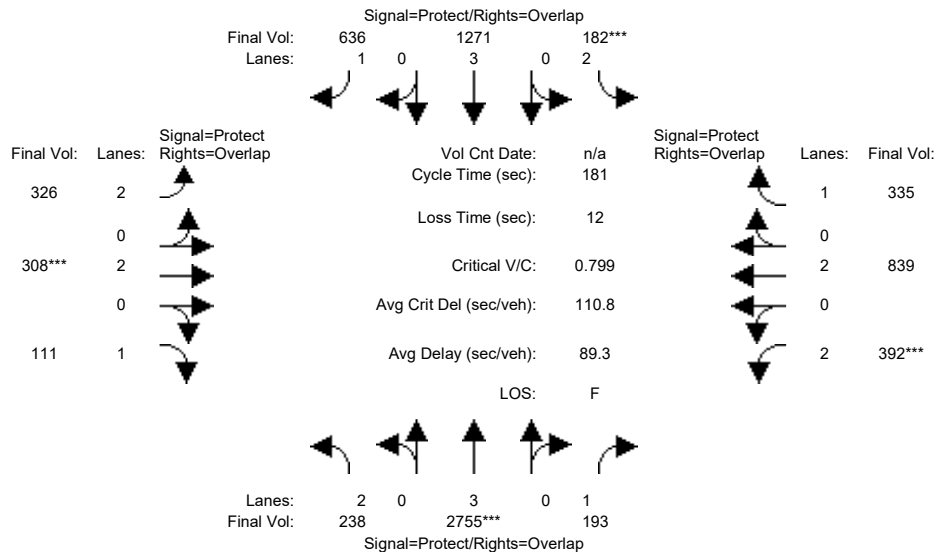 Signal=Protect/Rights=Overlap
Final Vol: 636 1271 182***
Lanes: 1 0 3 0 2
Signal=Protect
Final Vol: Lanes: Rights=Overlap
Vol Cnt Date: n/a
Signal=Protect
Rights=Overlap Lanes: Final Vol:
Cycle Time (sec): 181
326 2
1 335
Loss Time (sec): 12
0
0
308*** 2
Critical V/C: 0.799
2 839
0
Avg Crit Del (sec/veh): 110.8
0
111 1
Avg Delay (sec/veh): 89.3
2 392***
LOS: F
Lanes: 2 0 3 0 1
Final Vol: 238 2755*** 193
Signal=Protect/Rights=Overlap